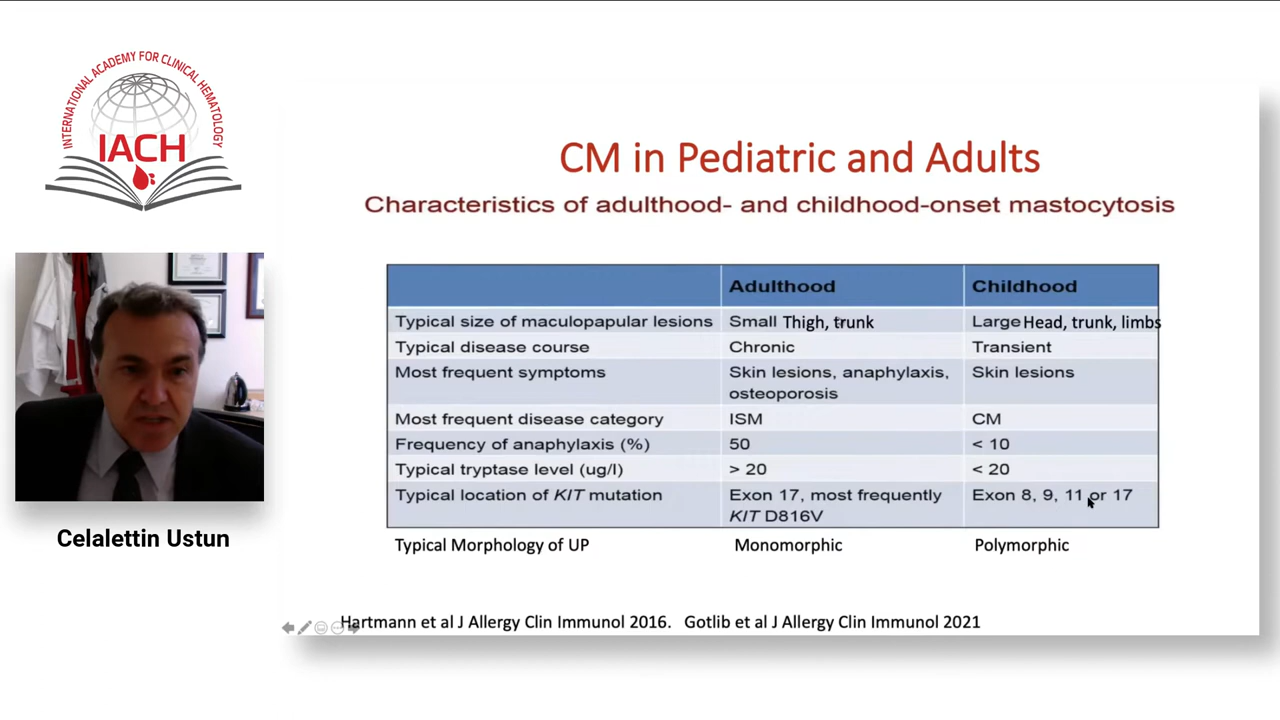 INTERNATIONAL ACADEMY FOR CLINICAL HEMATOLOGY
IACH
Celalettin Ustun
CM in Pediatric and Adults
Characteristics of adulthood- and childhood-onset mastocytosis
Adulthood Childhood
Typical size of maculopapular lesions Small Thigh, trunk Large Head, trunk, limbs
Typical disease course Chronic Transient
Most frequent symptoms Skin lesions, anaphylaxis, Skin lesions
osteoporosis
Most frequent disease category ISM CM
Frequency of anaphylaxis (%) 50 < 10
Typical tryptase level (ug/l) > 20 < 20
Typical location of KIT mutation Exon 17, most frequently Exon 8, 9, 11 or 17
KIT D816V
Typical Morphology of UP Monomorphic Polymorphic
Hartmann et al J Allergy Clin Immunol 2016. Gotlib et al J Allergy Clin Immunol 2021